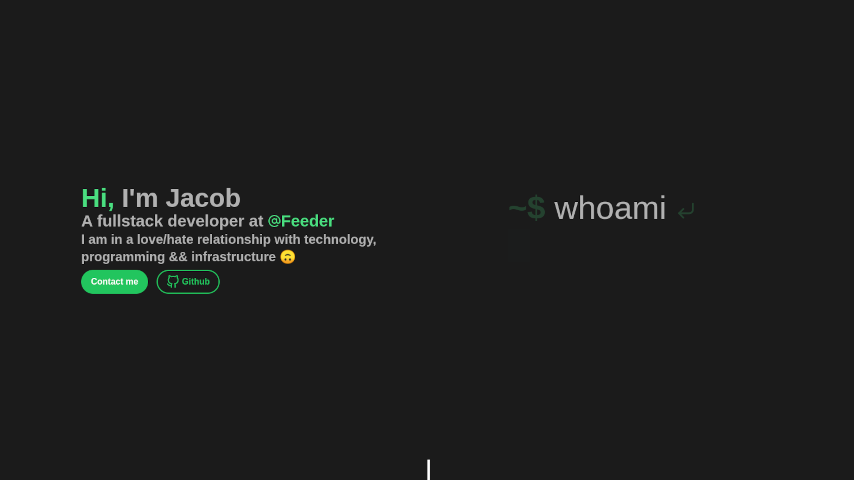 Hi, I'm Jacob
A fullstack developer at @Feeder
I am in a love/hate relationship with technology,
programming && infrastructure 🙃
Contact me
Github
~$ whoami